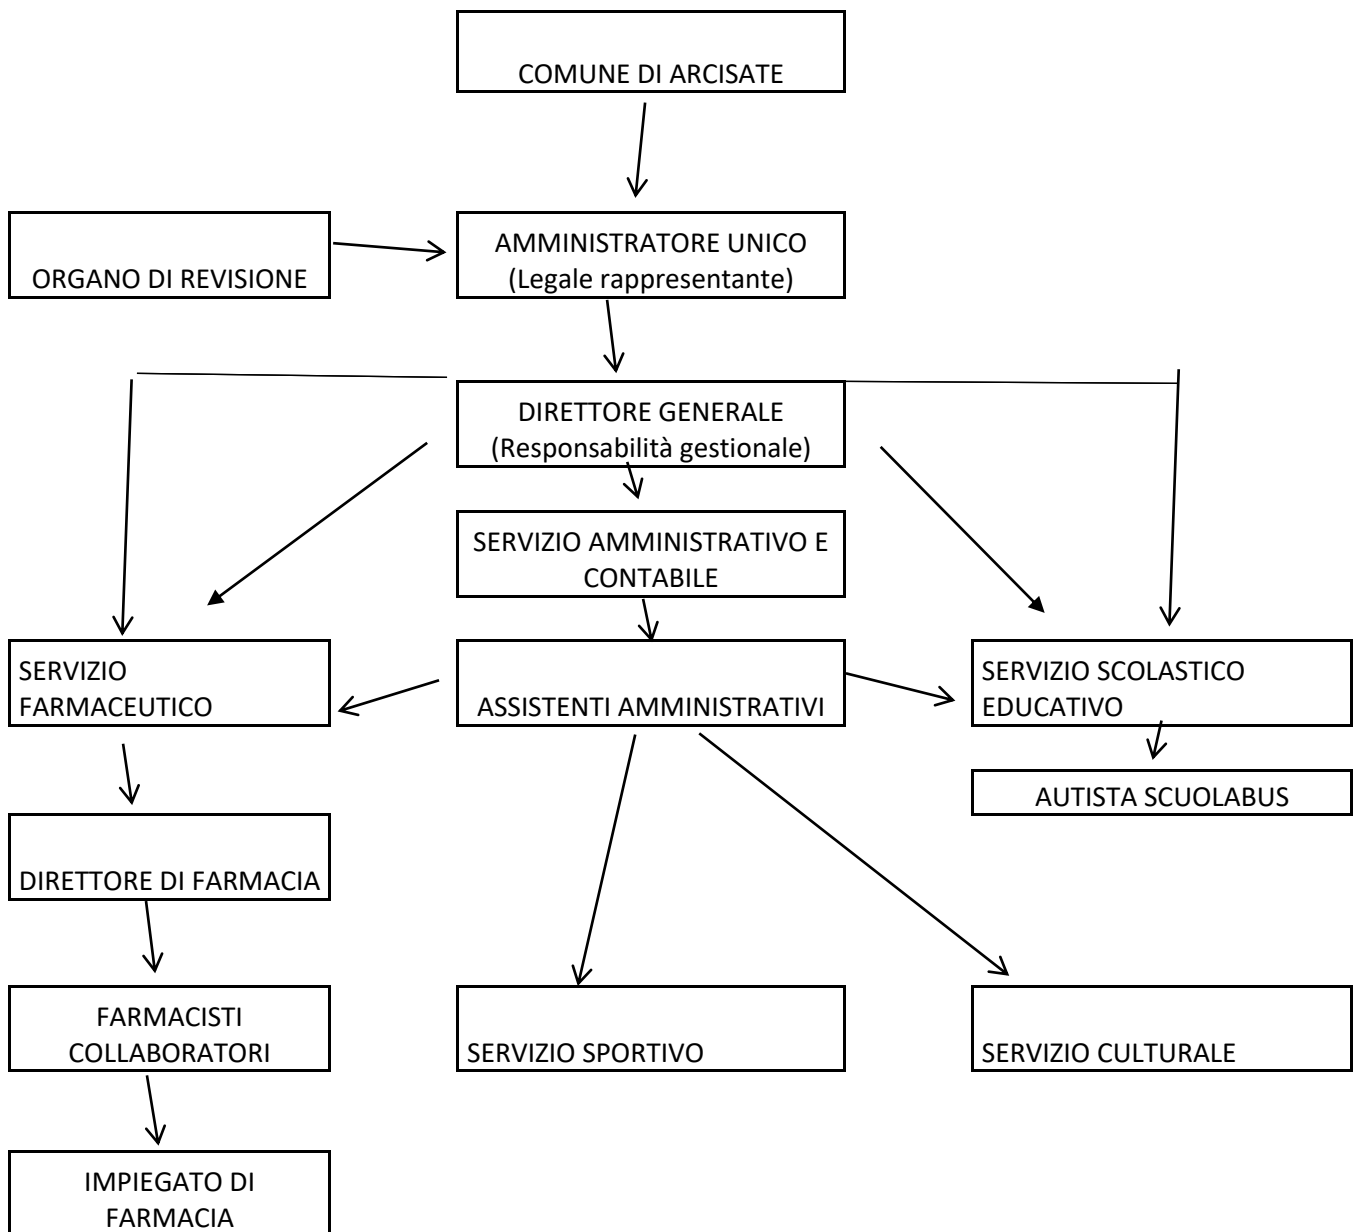 COMUNE DI ARCISATE
ORGANO DI REVISIONE
AMMINISTRATORE UNICO
(Legale rappresentante)
DIRETTORE GENERALE
(Responsabilità gestionale)
SERVIZIO AMMINISTRATIVO E
CONTABILE
SERVIZIO
FARMACEUTICO
ASSISTENTI AMMINISTRATIVI
SERVIZIO SCOLASTICO
EDUCATIVO
AUTISTA SCUOLABUS
DIRETTORE DI FARMACIA
FARMACISTI
COLLABORATORI
SERVIZIO SPORTIVO
SERVIZIO CULTURALE
IMPIEGATO DI
FARMACIA